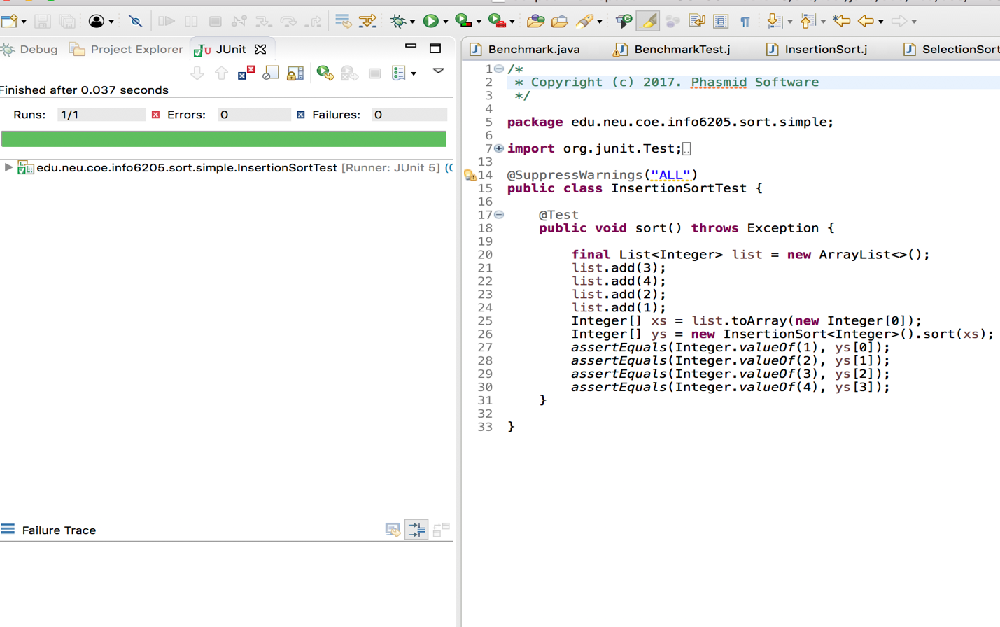 Debug Project Explorer JUnit
Finished after 0.037 seconds
Runs: 1/1 Errors: 0 Failures: 0
edu.neu.coe.info6205.sort.simple.InsertionSortTest [Runner: JUnit 5]
Failure Trace
Benchmark.java BenchmarkTest.j InsertionSort.j SelectionSort
1 /*
2 * Copyright (c) 2017. Phasmid Software
3 */
4
5 package edu.neu.coe.info6205.sort.simple;
6
7 import org.junit.Test;
13
14 @SuppressWarnings("ALL")
15 public class InsertionSortTest {
16
17 @Test
18 public void sort() throws Exception {
19
20 final List<Integer> list = new ArrayList<>();
21 list.add(3);
22 list.add(4);
23 list.add(2);
24 list.add(1);
25 Integer[] xs = list.toArray(new Integer[0]);
26 Integer[] ys = new InsertionSort<Integer>().sort(xs);
27 assertEquals(Integer.valueOf(1), ys[0]);
28 assertEquals(Integer.valueOf(2), ys[1]);
29 assertEquals(Integer.valueOf(3), ys[2]);
30 assertEquals(Integer.valueOf(4), ys[3]);
31 }
32
33 }